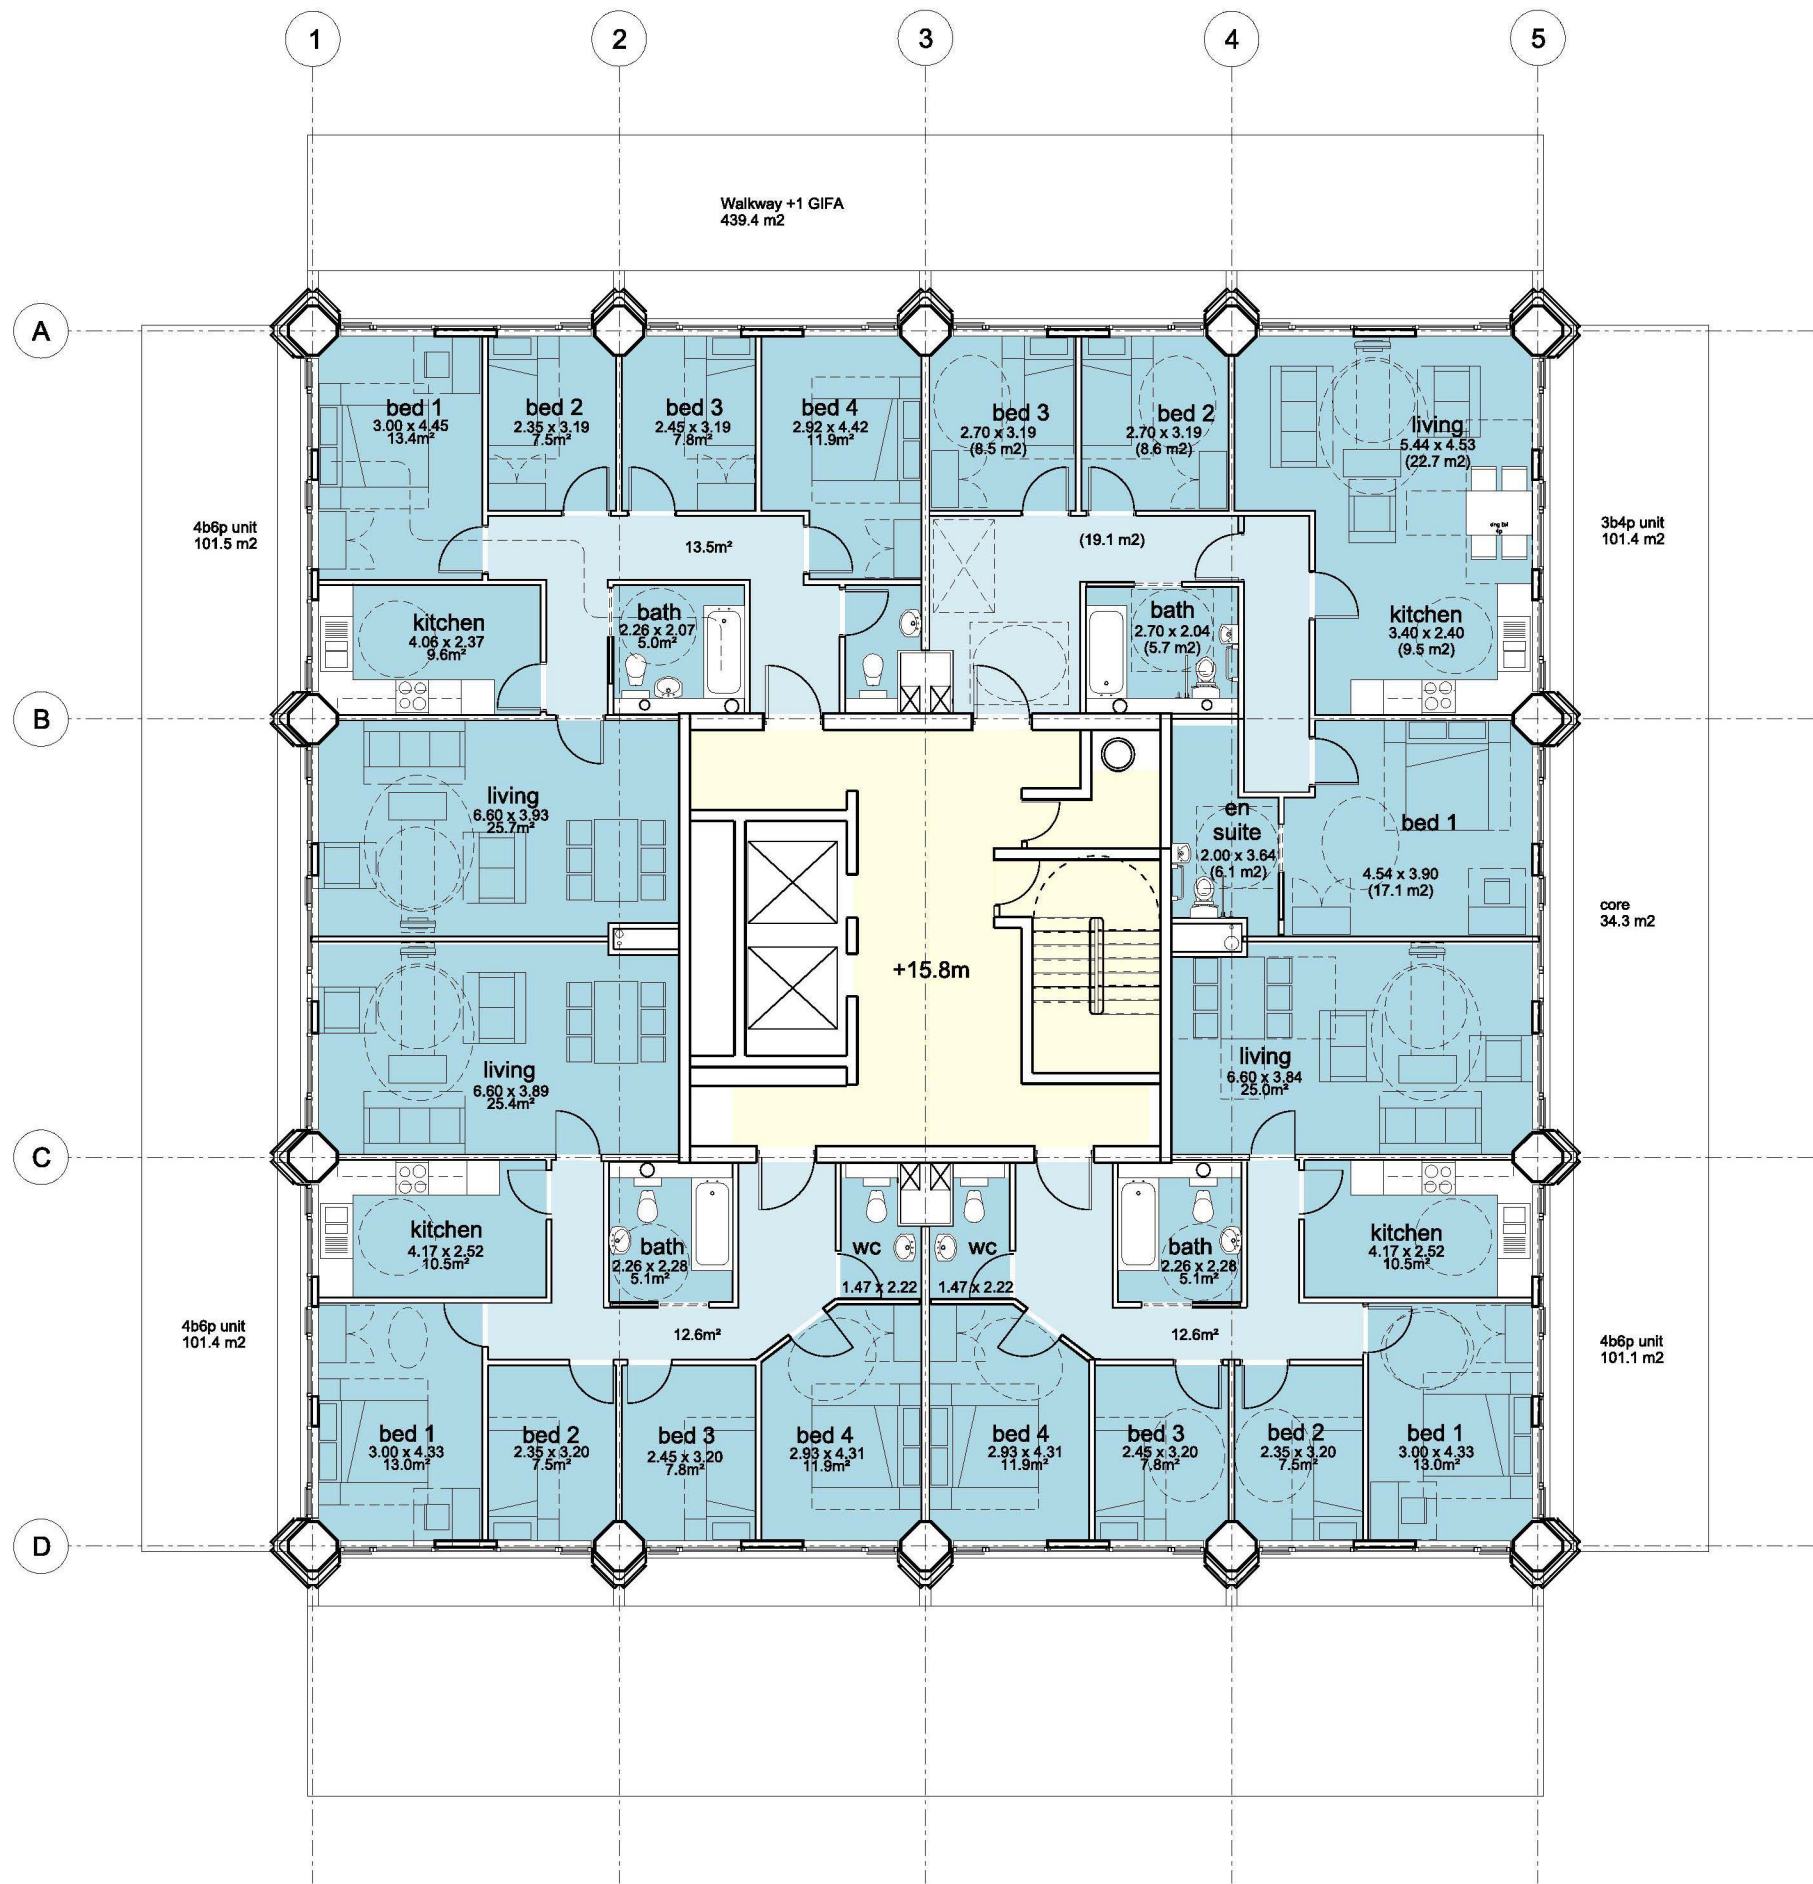 1
2
3
4
5
Walkway +1 GIFA
439.4 m2
A
bed 1
3.00 x 4.45
13.4m²
bed 2
2.35 x 3.19
7.5m²
bed 3
2.45 x 3.19
7.8m²
bed 4
2.92 x 4.42
11.9m²
bed 3
2.70 x 3.19
(8.5 m2)
bed 2
2.70 x 3.19
(8.6 m2)
living
5.44 x 4.53
(22.7 m2)
4b6p unit
101.5 m2
13.5m²
(19.1 m2)
3b4p unit
101.4 m2
kitchen
4.06 x 2.37
9.6m²
bath
2.26 x 2.07
5.0m²
bath
2.70 x 2.04
(5.7 m2)
kitchen
3.40 x 2.40
(9.5 m2)
B
living
6.60 x 3.93
25.7m²
en
suite
2.00 x 3.64
(6.1 m2)
bed 1
4.54 x 3.90
(17.1 m2)
core
34.3 m2
+15.8m
living
6.60 x 3.89
25.4m²
living
6.60 x 3.84
25.0m²
C
kitchen
4.17 x 2.52
10.5m²
bath
2.26 x 2.28
5.1m²
wc
1.47 x 2.22
wc
1.47 x 2.22
bath
2.26 x 2.28
5.1m²
kitchen
4.17 x 2.52
10.5m²
4b6p unit
101.4 m2
12.6m²
12.6m²
4b6p unit
101.1 m2
bed 1
3.00 x 4.33
13.0m²
bed 2
2.35 x 3.20
7.5m²
bed 3
2.45 x 3.20
7.8m²
bed 4
2.93 x 4.31
11.9m²
bed 4
2.93 x 4.31
11.9m²
bed 3
2.45 x 3.20
7.8m²
bed 2
2.35 x 3.20
7.5m²
bed 1
3.00 x 4.33
13.0m²
D